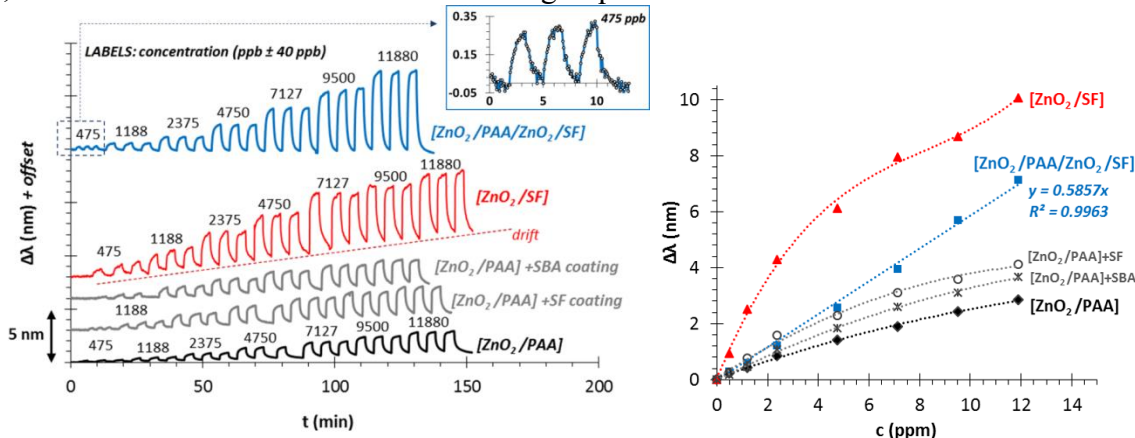 LABELS: concentration (ppb ± 40 ppb)
475
1188
2375
4750
7127
9500
11880
[ZnO2/PAA/ZnO2/SF]
475
1188
2375
4750
7127
9500
11880
[ZnO2/SF]
drift
[ZnO2/PAA] +SBA coating
1188
[ZnO2/PAA] +SF coating
475
1188
2375
4750
7127
9500
11880
[ZnO2/PAA]
5 nm
Δλ (nm) + offset
0
50
100
150
200
t (min)
475 ppb
0.35
0.15
-0.05
0
5
10
10
8
6
4
2
0
Δλ (nm)
[ZnO2/SF]
[ZnO2/PAA/ZnO2/SF]
y = 0.5857x
R² = 0.9963
[ZnO2/PAA]+SF
[ZnO2/PAA]+SBA
[ZnO2/PAA]
0
2
4
6
8
10
12
14
c (ppm)